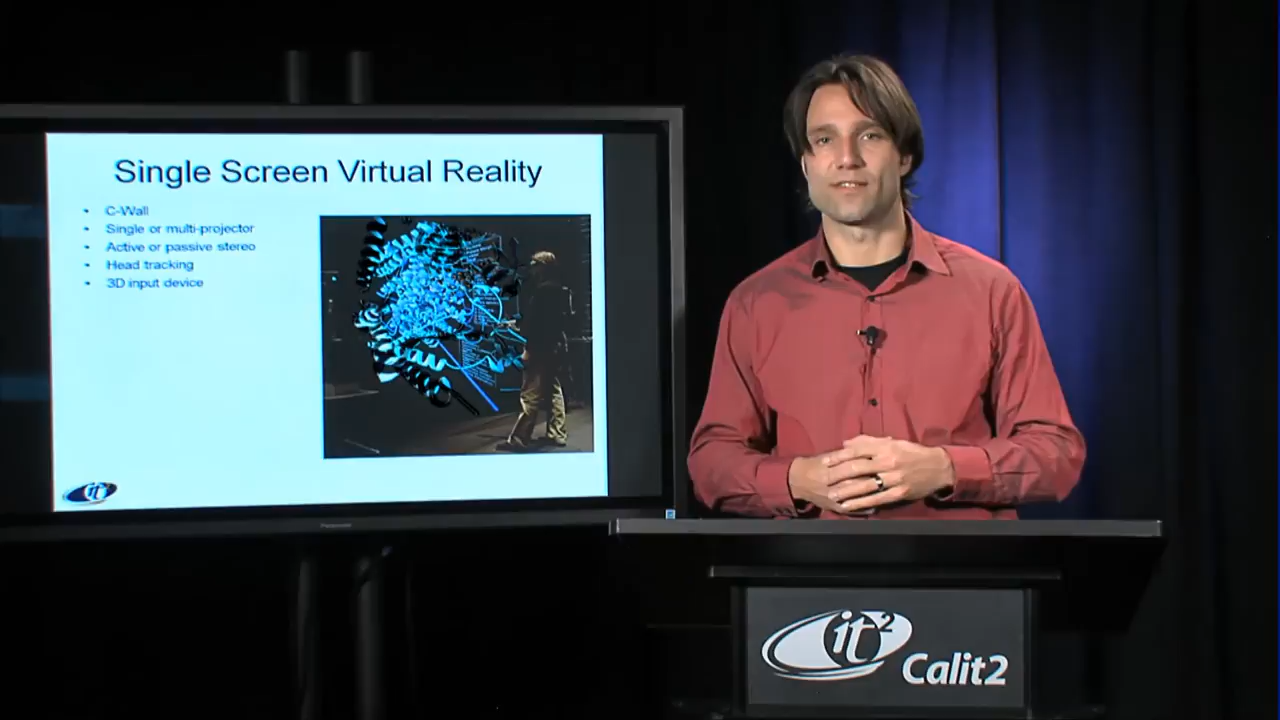 Single Screen Virtual Reality
• C-Wall
• Single or multi-projector
• Active or passive stereo
• Head tracking
• 3D input device
it²
Panasonic
it²
Calit2